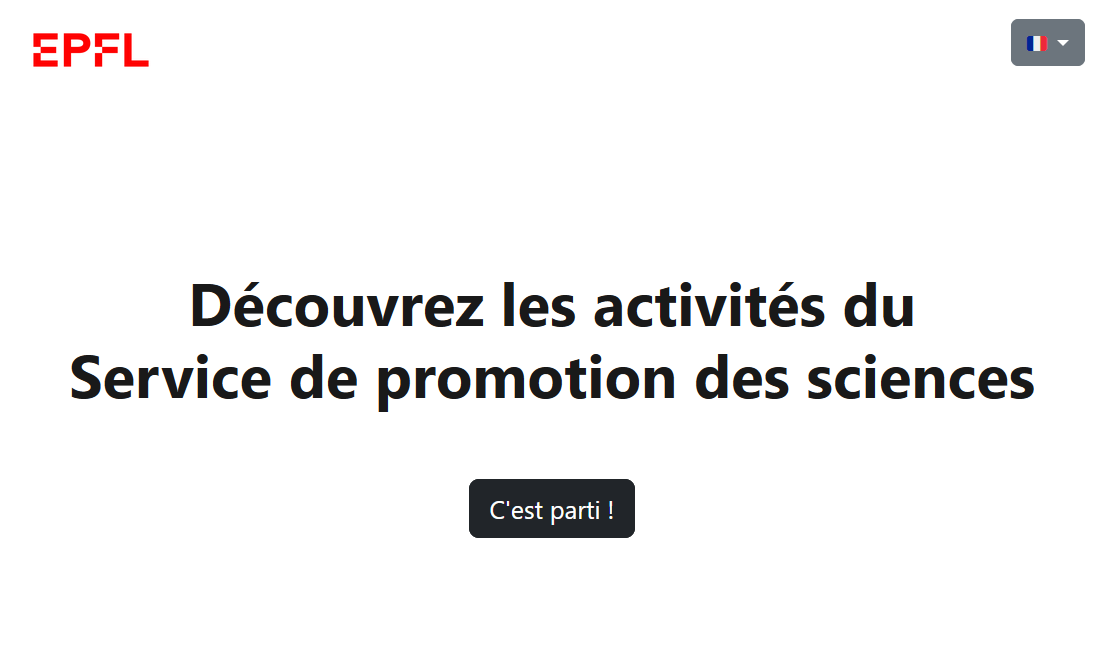 EPFL
Découvrez les activités du
Service de promotion des sciences
C'est parti !